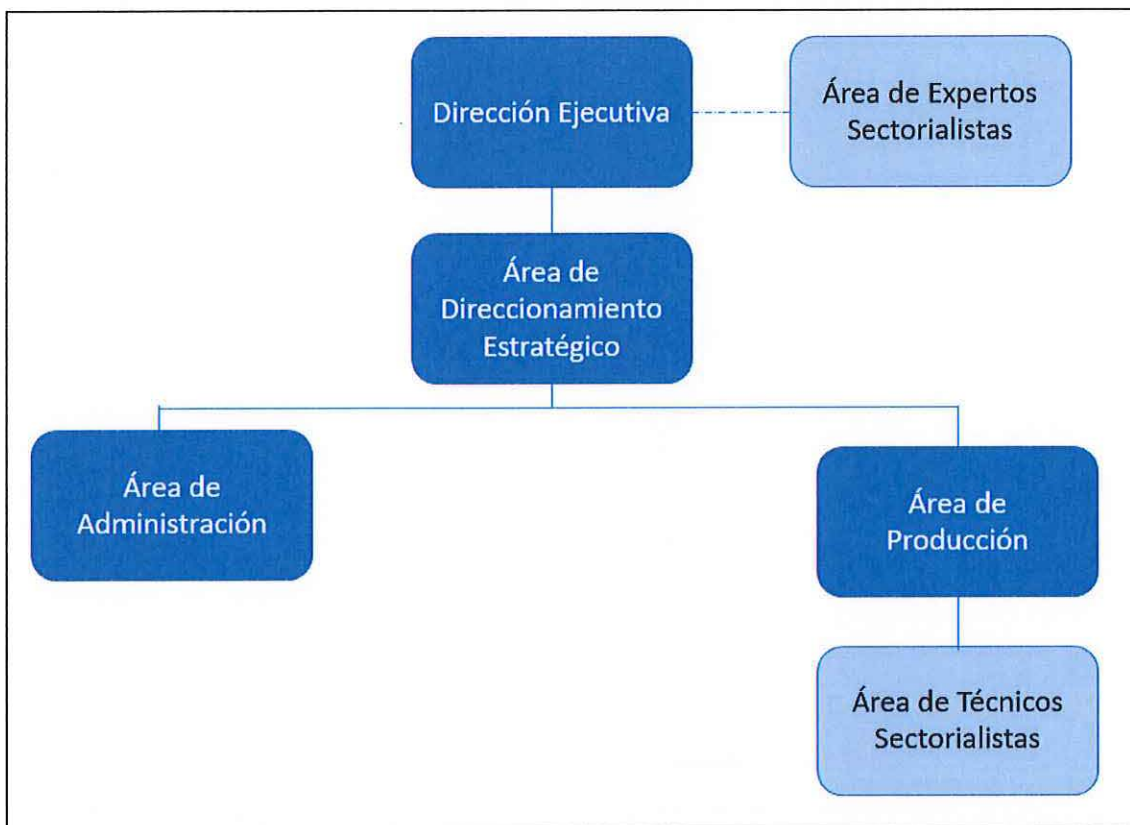 Dirección Ejecutiva
Área de Expertos
Sectorialistas
Área de
Direccionamiento
Estratégico
Área de
Administración
Área de
Producción
Área de Técnicos
Sectorialistas